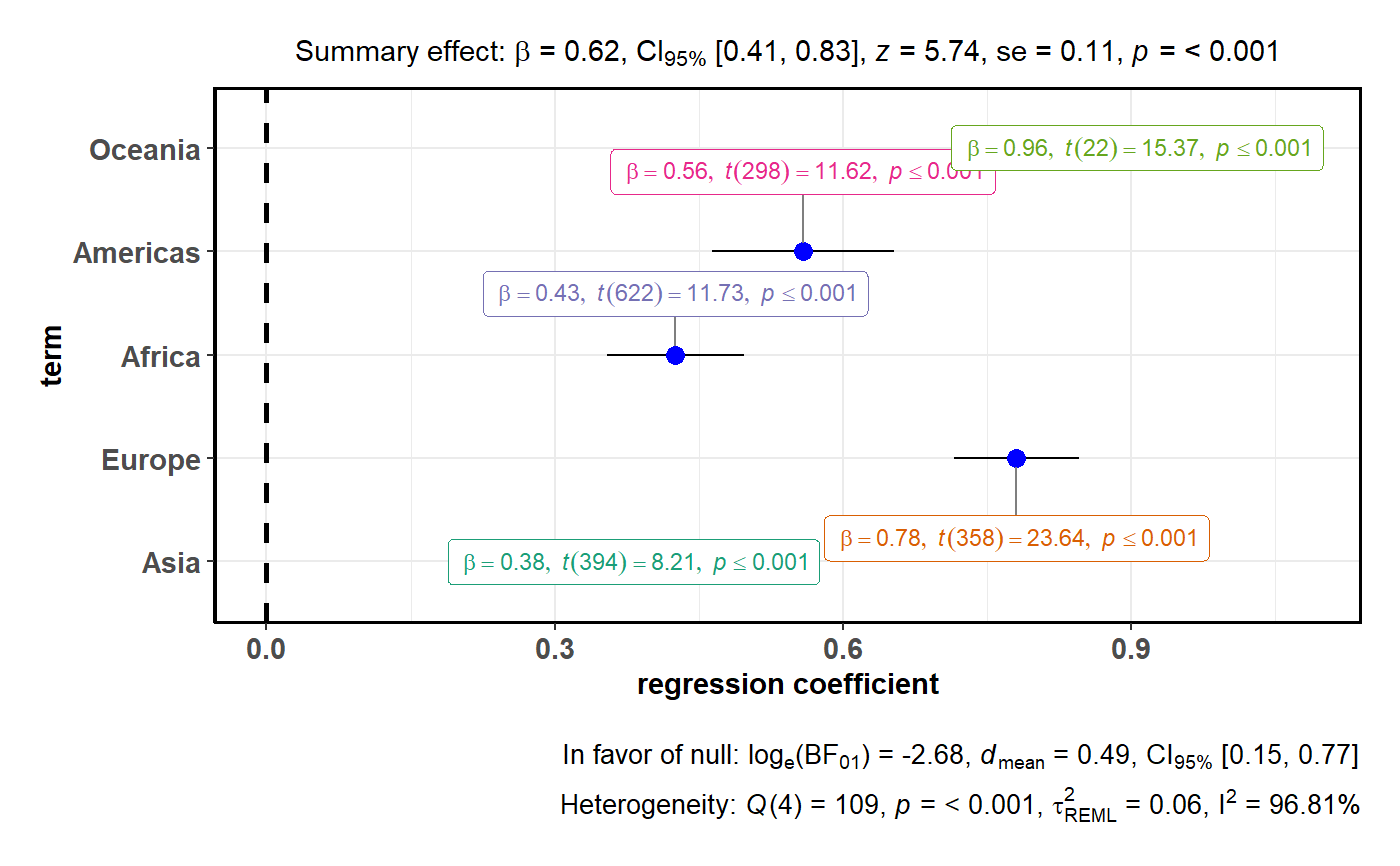 Summary effect: β = 0.62, CI95% [0.41, 0.83], z = 5.74, se = 0.11, p = < 0.001
Oceania
β = 0.96, t(22) = 15.37, p ≤ 0.001
β = 0.56, t(298) = 11.62, p ≤ 0.001
Americas
β = 0.43, t(622) = 11.73, p ≤ 0.001
term
Africa
Europe
β = 0.78, t(358) = 23.64, p ≤ 0.001
Asia
β = 0.38, t(394) = 8.21, p ≤ 0.001
0.0 0.3 0.6 0.9
regression coefficient
In favor of null: loge(BF01) = -2.68, dmean = 0.49, CI95% [0.15, 0.77]
Heterogeneity: Q(4) = 109, p = < 0.001, τ²REML = 0.06, I² = 96.81%